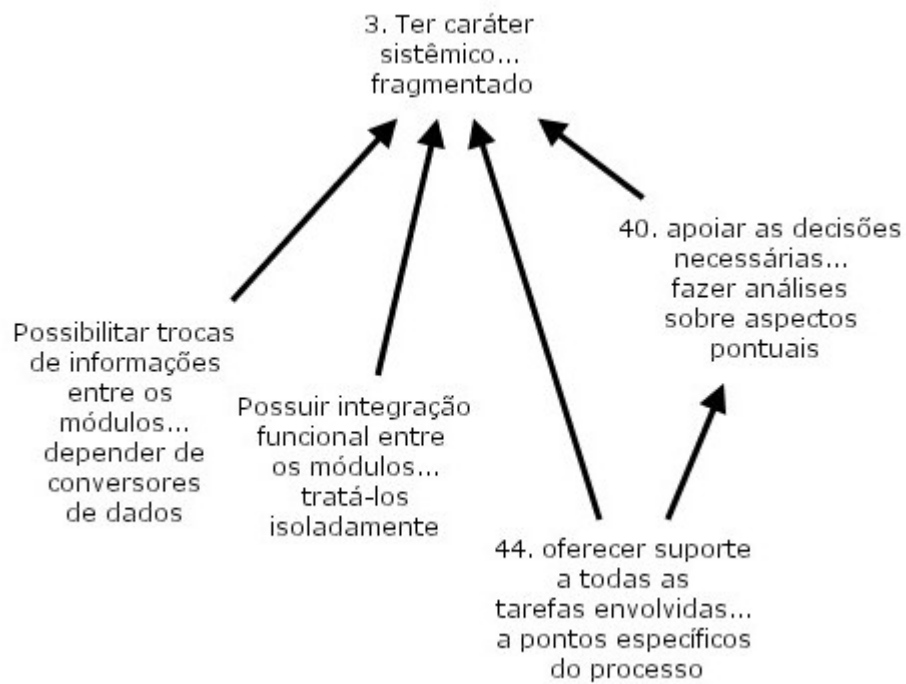 3. Ter caráter
sistêmico...
fragmentado
40. apoiar as decisões
necessárias...
fazer análises
sobre aspectos
pontuais
Possibilitar trocas
de informações
entre os
módulos...
depender de
conversores
de dados
Possuir integração
funcional entre
os módulos...
tratá-los
isoladamente
44. oferecer suporte
a todas as
tarefas envolvidas...
a pontos específicos
do processo